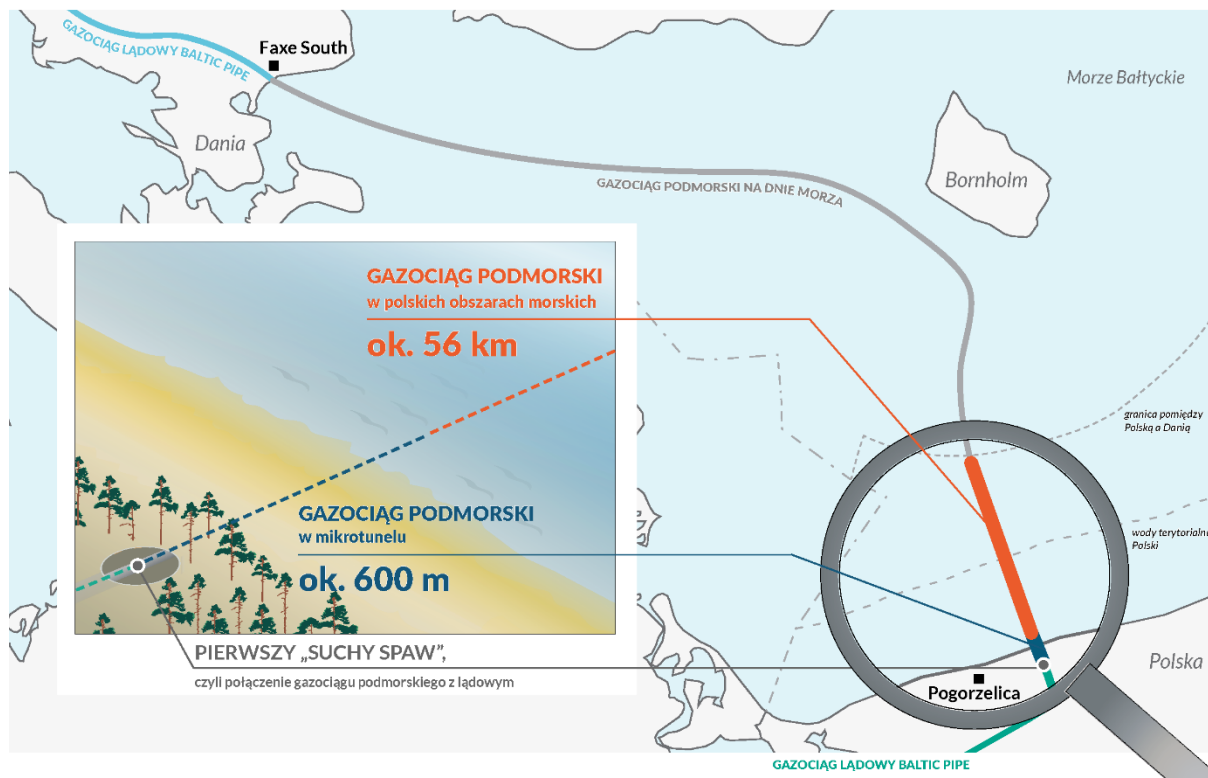 GAZOCIĄG LĄDOWY BALTIC PIPE
Faxe South
Morze Bałtyckie
Dania
Bornholm
GAZOCIĄG PODMORSKI NA DNIE MORZA
GAZOCIĄG PODMORSKI
w polskich obszarach morskich
ok. 56 km
granica pomiędzy
Polską a Danią
GAZOCIĄG PODMORSKI
w mikrotunelu
ok. 600 m
wody terytorialne
Polski
PIERWSZY „SUCHY SPAW”,
czyli połączenie gazociągu podmorskiego z lądowym
Polska
Pogorzelica
GAZOCIĄG LĄDOWY BALTIC PIPE